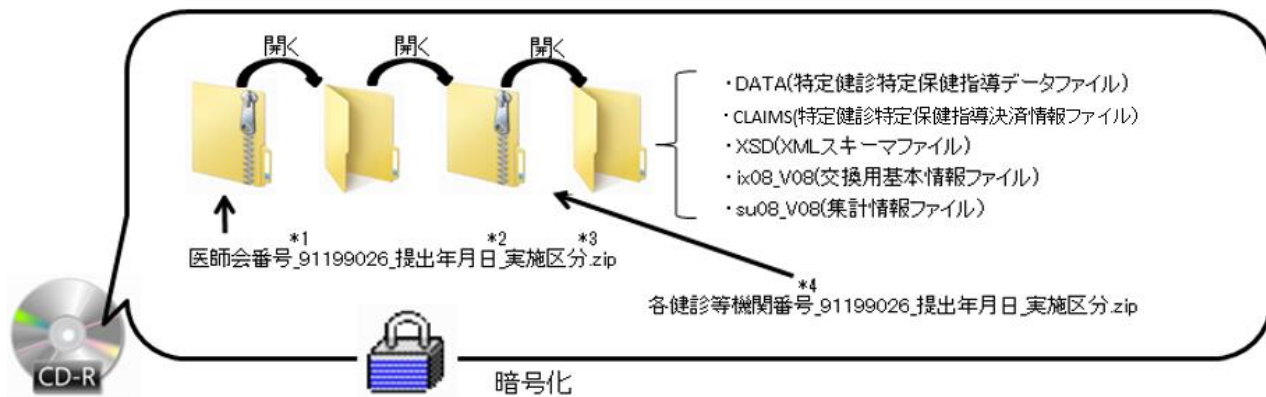 開く 開く 開く
・DATA(特定健診特定保健指導データファイル)
・CLAIMS(特定健診特定保健指導決済情報ファイル)
・XSD(XMLスキーマファイル)
・ix08_V08(交換用基本情報ファイル)
・su08_V08(集計情報ファイル)
*1 *2 *3
医師会番号_91199026_提出年月日_実施区分.zip
*4
各健診等機関番号_91199026_提出年月日_実施区分.zip
CD-R
暗号化